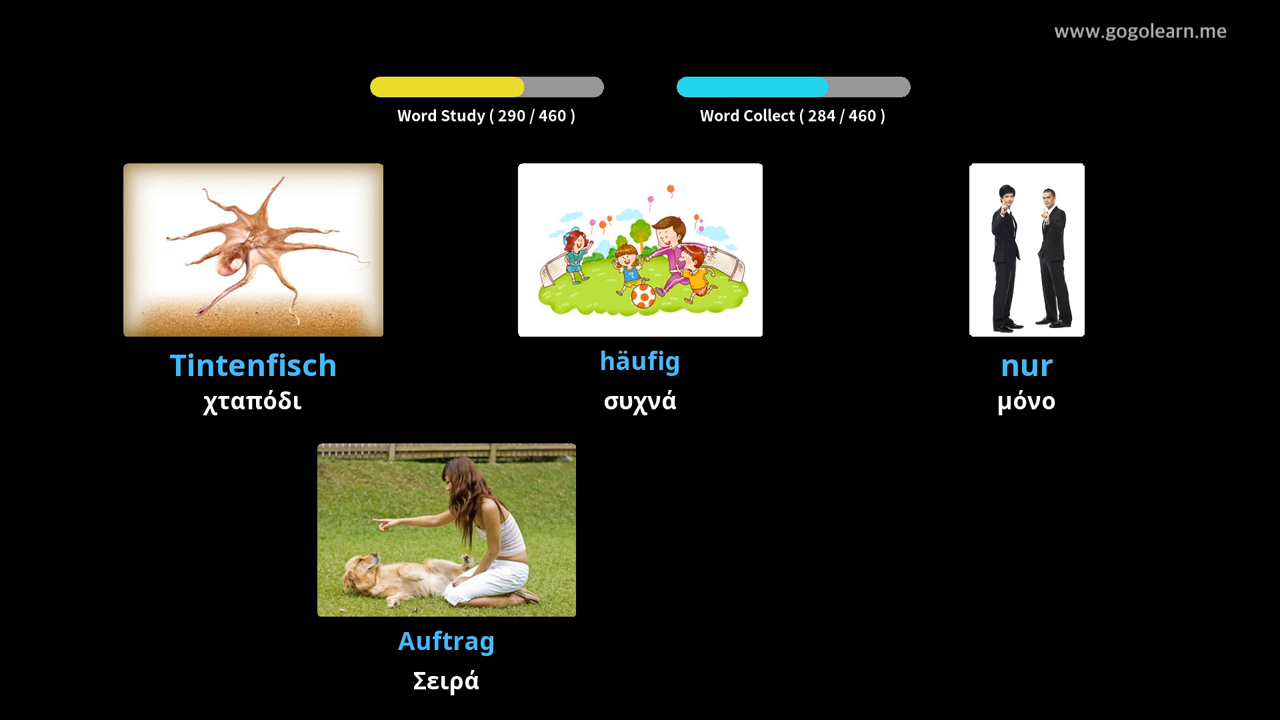 www.gogolearn.me
Word Study ( 290 / 460 )
Word Collect ( 284 / 460 )
Tintenfisch
χταπόδι
häufig
συχνά
nur
μόνο
Auftrag
Σειρά